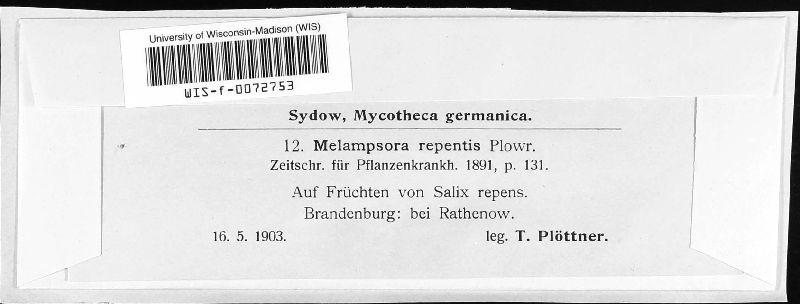 University of Wisconsin-Madison (WIS)
WIS-f-0072753
Sydow, Mycotheca germanica.
12. Melampsora repentis Plowr.
Zeitschr. für Pflanzenkrankh. 1891, p. 131.
Auf Früchten von Salix repens.
Brandenburg: bei Rathenow.
16. 5. 1903. leg. T. Plöttner.